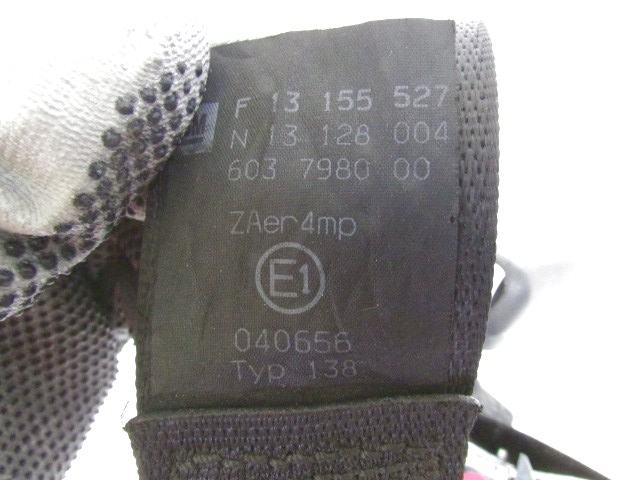 F 13 155 527
N 13 128 004
603 7980 00
ZAer4mp
E1
040656
Typ 138